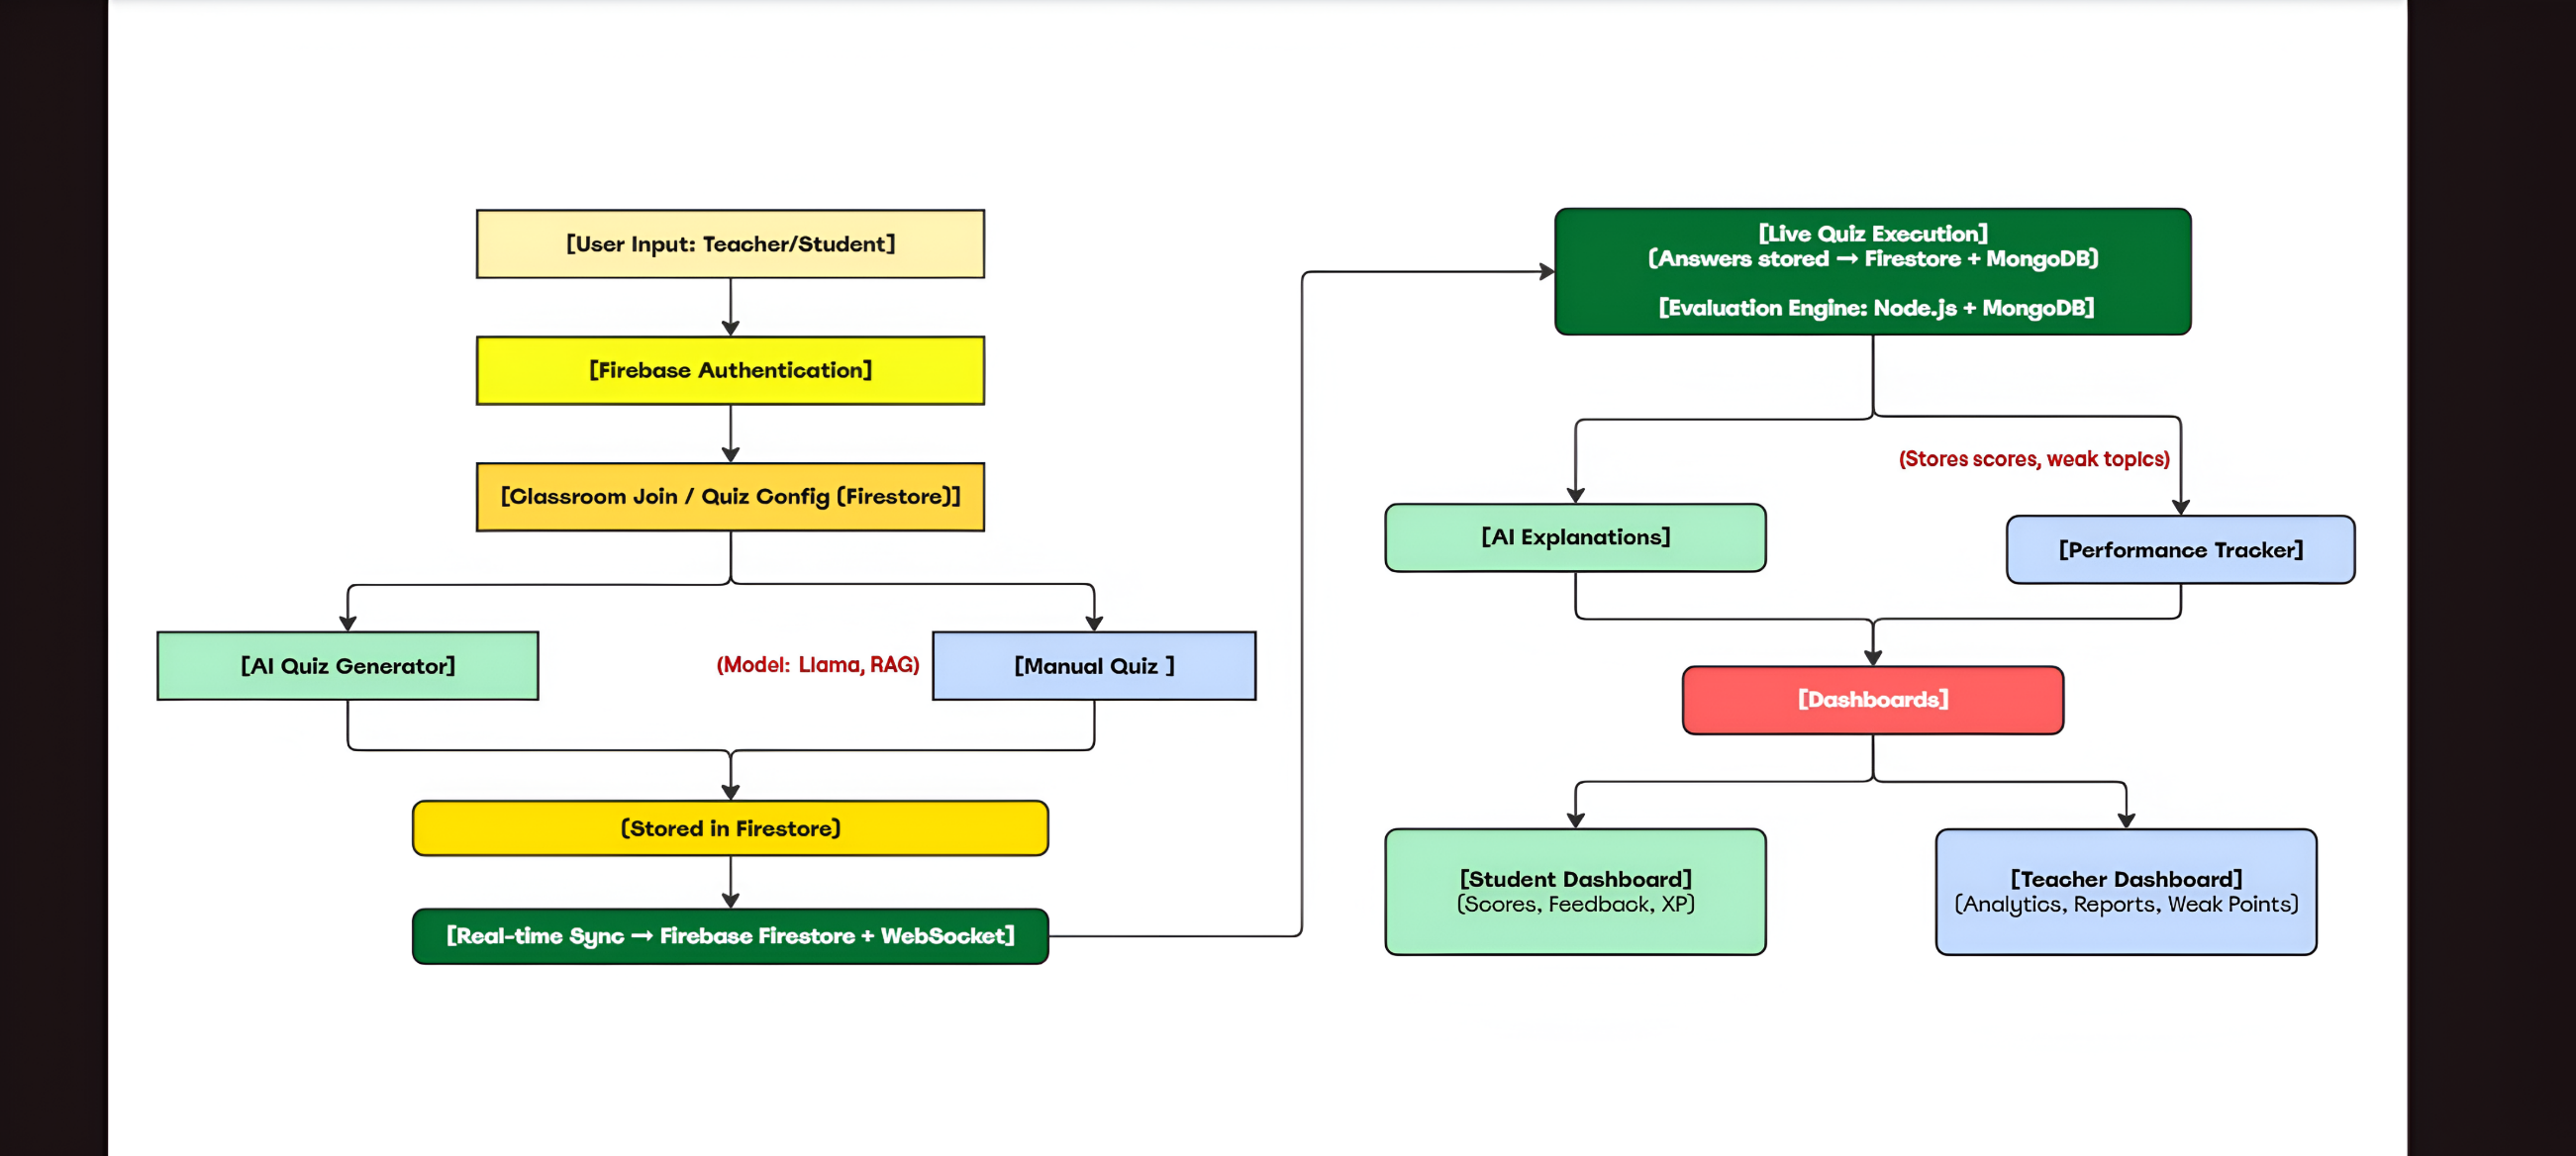 [User Input: Teacher/Student]
[Firebase Authentication]
[Classroom Join / Quiz Config (Firestore)]
[AI Quiz Generator]
(Model: Llama, RAG)
[Manual Quiz ]
(Stored in Firestore)
[Real-time Sync → Firebase Firestore + WebSocket]
[Live Quiz Execution]
(Answers stored → Firestore + MongoDB)
[Evaluation Engine: Node.js + MongoDB]
(Stores scores, weak topics)
[AI Explanations]
[Performance Tracker]
[Dashboards]
[Student Dashboard]
(Scores, Feedback, XP)
[Teacher Dashboard]
(Analytics, Reports, Weak Points)